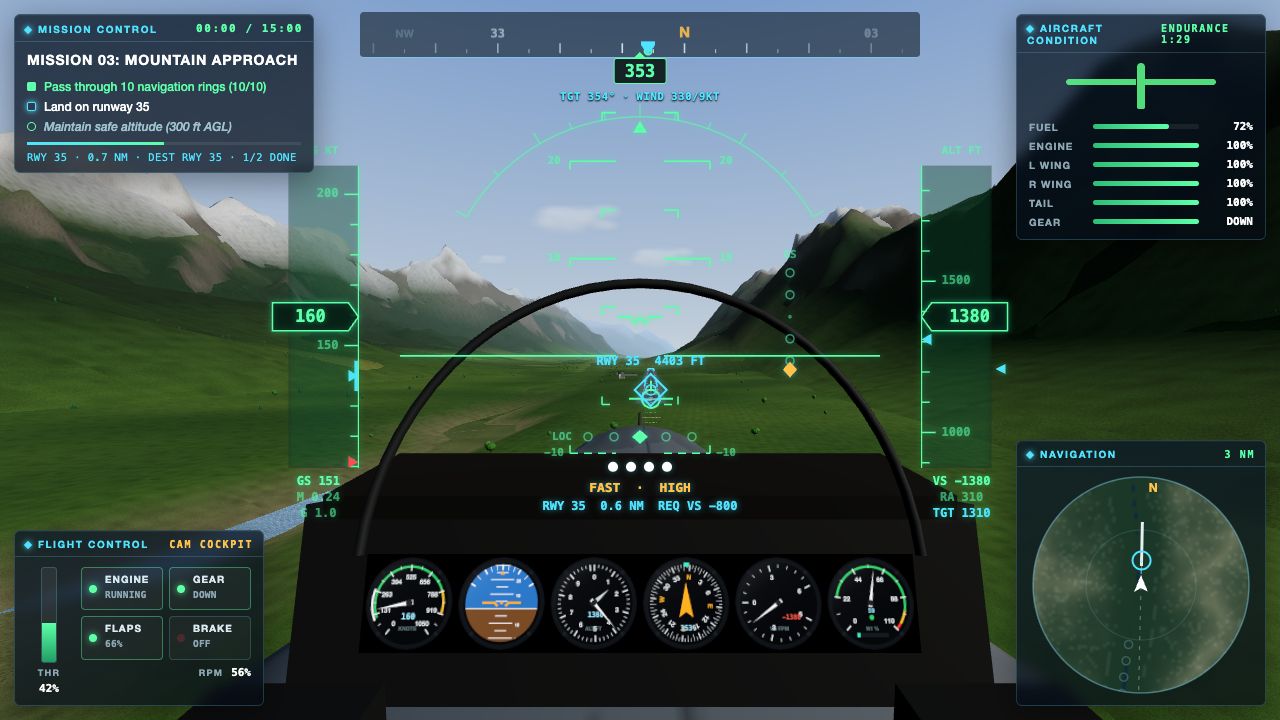 MISSION CONTROL 00:00 / 15:00
MISSION 03: MOUNTAIN APPROACH
Pass through 10 navigation rings (10/10)
Land on runway 35
Maintain safe altitude (300 ft AGL)
RWY 35 · 0.7 NM · DEST RWY 35 · 1/2 DONE
NW 33 N 03
353
TGT 354° · WIND 330/9KT
AIRCRAFT CONDITION ENDURANCE 1:29
FUEL 72%
ENGINE 100%
L WING 100%
R WING 100%
TAIL 100%
GEAR DOWN
KT
200
160
150
GS 151
M 0.24
G 1.0
20 20
10 10
-10 -10
RWY 35 4403 FT
LOC
GS
FAST · HIGH
RWY 35 0.6 NM REQ VS −800
ALT FT
1500
1380
1000
VS −1380
RA 310
TGT 1310
FLIGHT CONTROL CAM COCKPIT
ENGINE
RUNNING
GEAR
DOWN
FLAPS
66%
BRAKE
OFF
THR
42%
RPM 56%
160
KNOTS
1380
-1380
NAVIGATION 3 NM
N